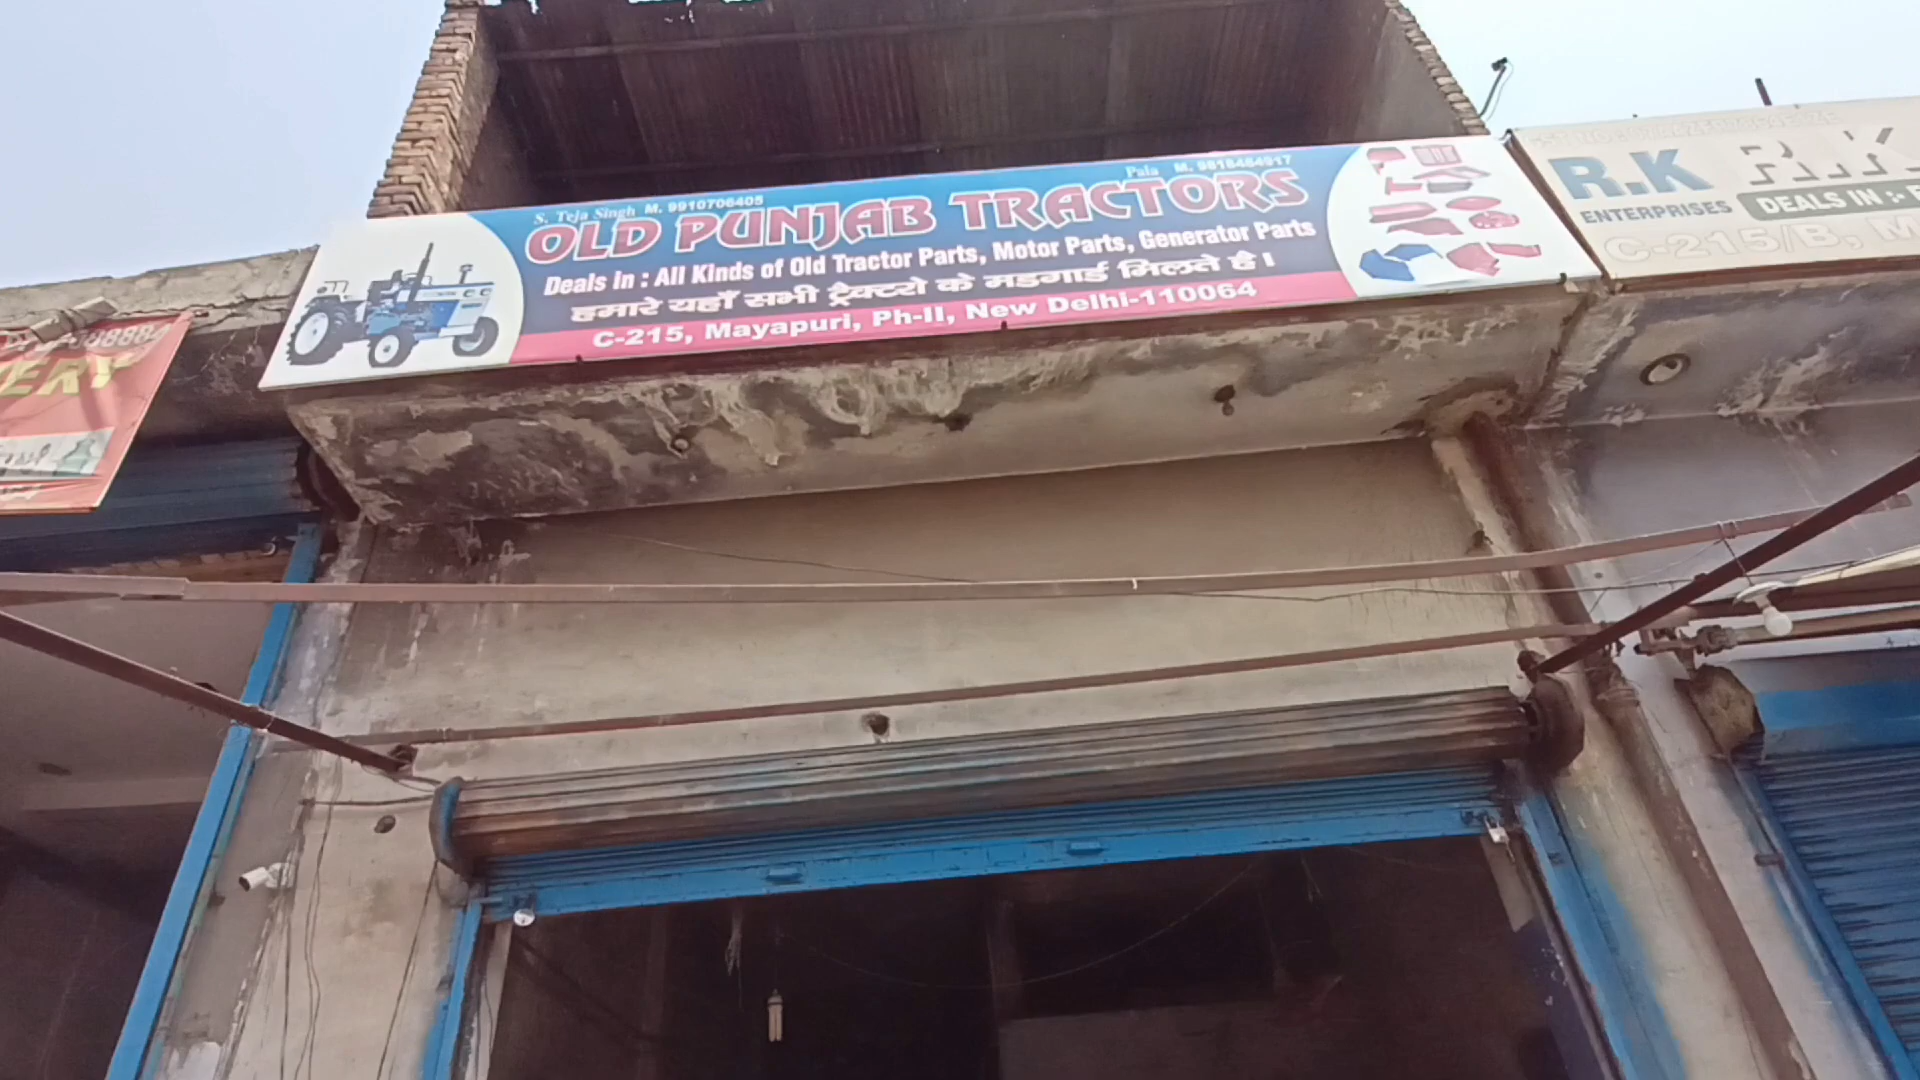 S. Teja Singh M. 9910706405
Pala M. 9818484917
OLD PUNJAB TRACTORS
Deals in : All Kinds of Old Tractor Parts, Motor Parts, Generator Parts
हमारे यहाँ सभी ट्रैक्टरो के मडगार्ड मिलते है।
C-215, Mayapuri, Ph-II, New Delhi-110064
R.K R.K
ENTERPRISES DEALS IN :-
C-215/B, M
ERY